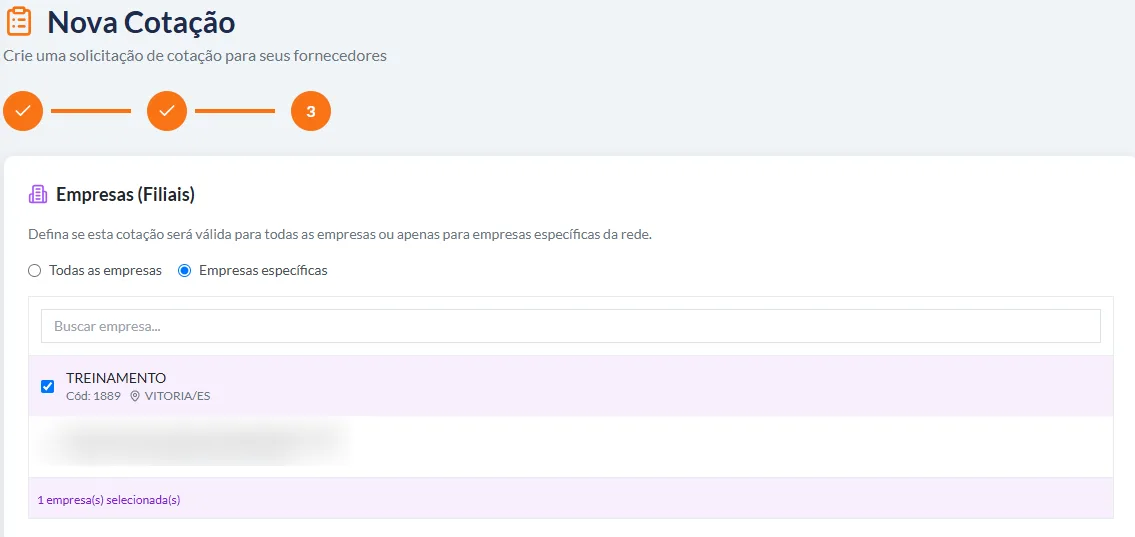 Nova Cotação
Crie uma solicitação de cotação para seus fornecedores
3
Empresas (Filiais)
Defina se esta cotação será válida para todas as empresas ou apenas para empresas específicas da rede.
Todas as empresas Empresas específicas
Buscar empresa...
TREINAMENTO
Cód: 1889 VITORIA/ES
1 empresa(s) selecionada(s)